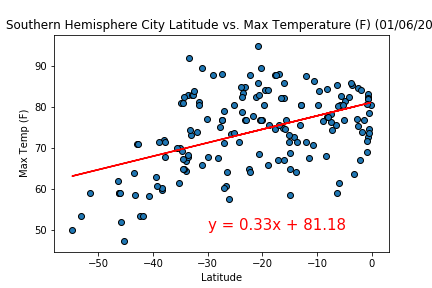 Southern Hemisphere City Latitude vs. Max Temperature (F) (01/06/20
90
80
70
60
50
Max Temp (F)
y = 0.33x + 81.18
−50 −40 −30 −20 −10 0
Latitude